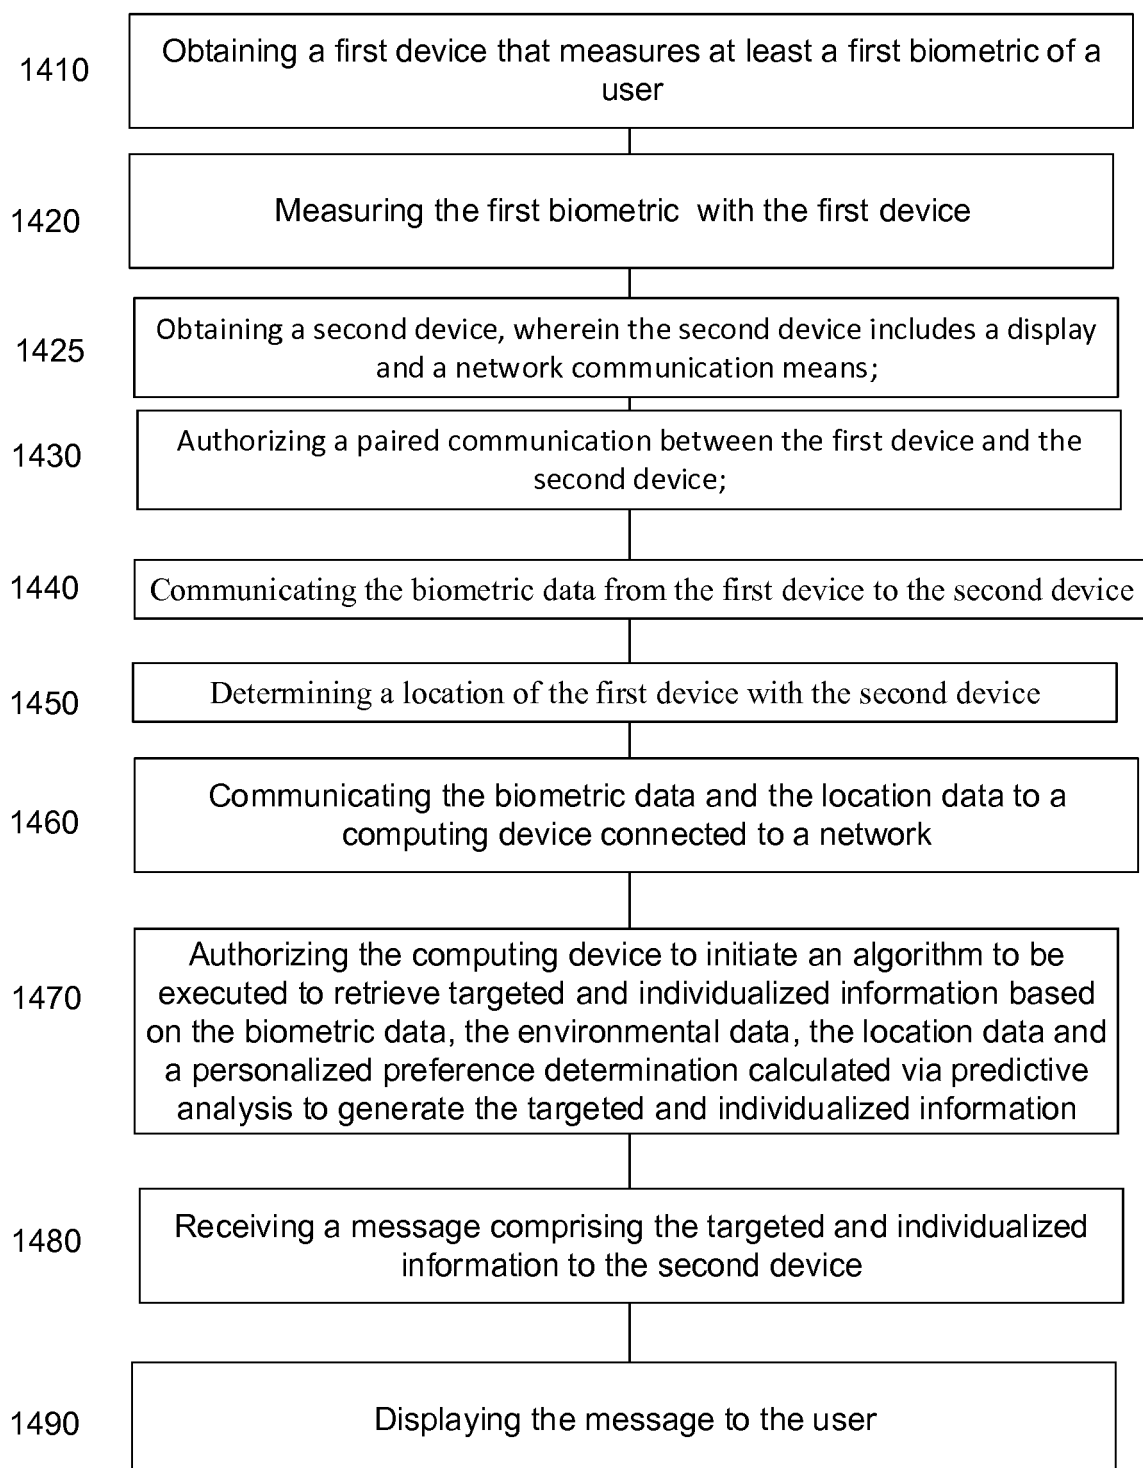 1410
Obtaining a first device that measures at least a first biometric of a
user
1420
Measuring the first biometric with the first device
1425
Obtaining a second device, wherein the second device includes a display
and a network communication means;
1430
Authorizing a paired communication between the first device and the
second device;
1440
Communicating the biometric data from the first device to the second device
1450
Determining a location of the first device with the second device
1460
Communicating the biometric data and the location data to a
computing device connected to a network
1470
Authorizing the computing device to initiate an algorithm to be
executed to retrieve targeted and individualized information based
on the biometric data, the environmental data, the location data and
a personalized preference determination calculated via predictive
analysis to generate the targeted and individualized information
1480
Receiving a message comprising the targeted and individualized
information to the second device
1490
Displaying the message to the user